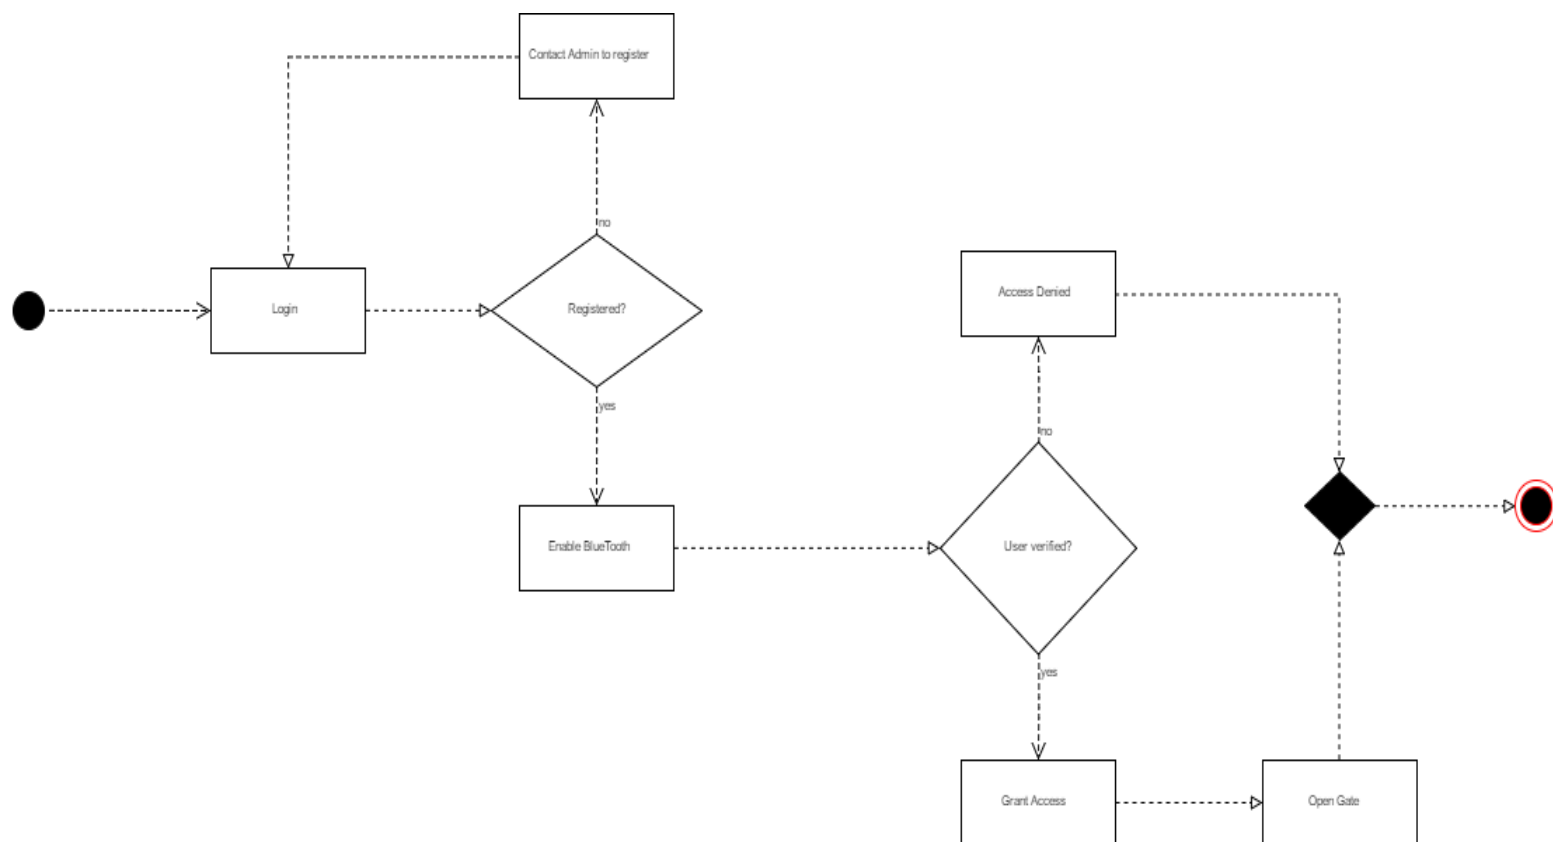 Contact Admin to register
no
Login
Registered?
yes
Enable BlueTooth
Access Denied
no
User verified?
yes
Grant Access
Open Gate